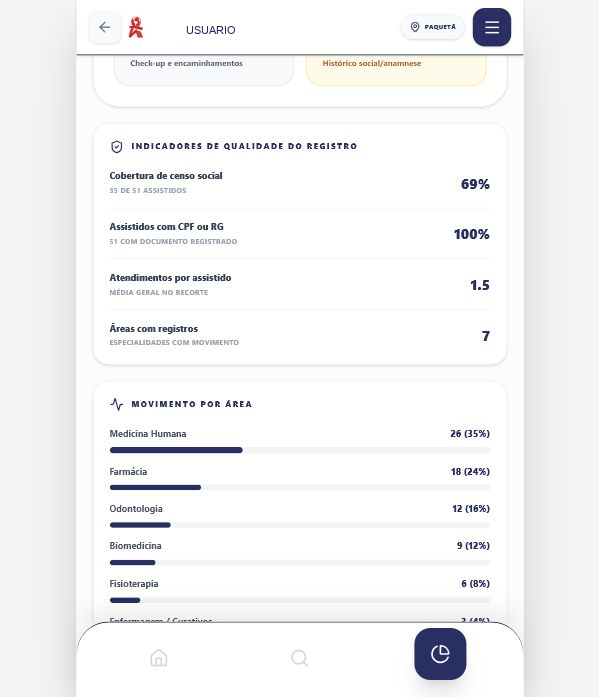 USUARIO
PAQUETÁ
Check-up e encaminhamentos
Histórico social/anamnese
INDICADORES DE QUALIDADE DO REGISTRO
Cobertura de censo social
35 DE 51 ASSISTIDOS
69%
Assistidos com CPF ou RG
51 COM DOCUMENTO REGISTRADO
100%
Atendimentos por assistido
MÉDIA GERAL NO RECORTE
1.5
Áreas com registros
ESPECIALIDADES COM MOVIMENTO
7
MOVIMENTO POR ÁREA
Medicina Humana 26 (35%)
Farmácia 18 (24%)
Odontologia 12 (16%)
Biomedicina 9 (12%)
Fisioterapia 6 (8%)
Enfermagem / Curativos 3 (4%)